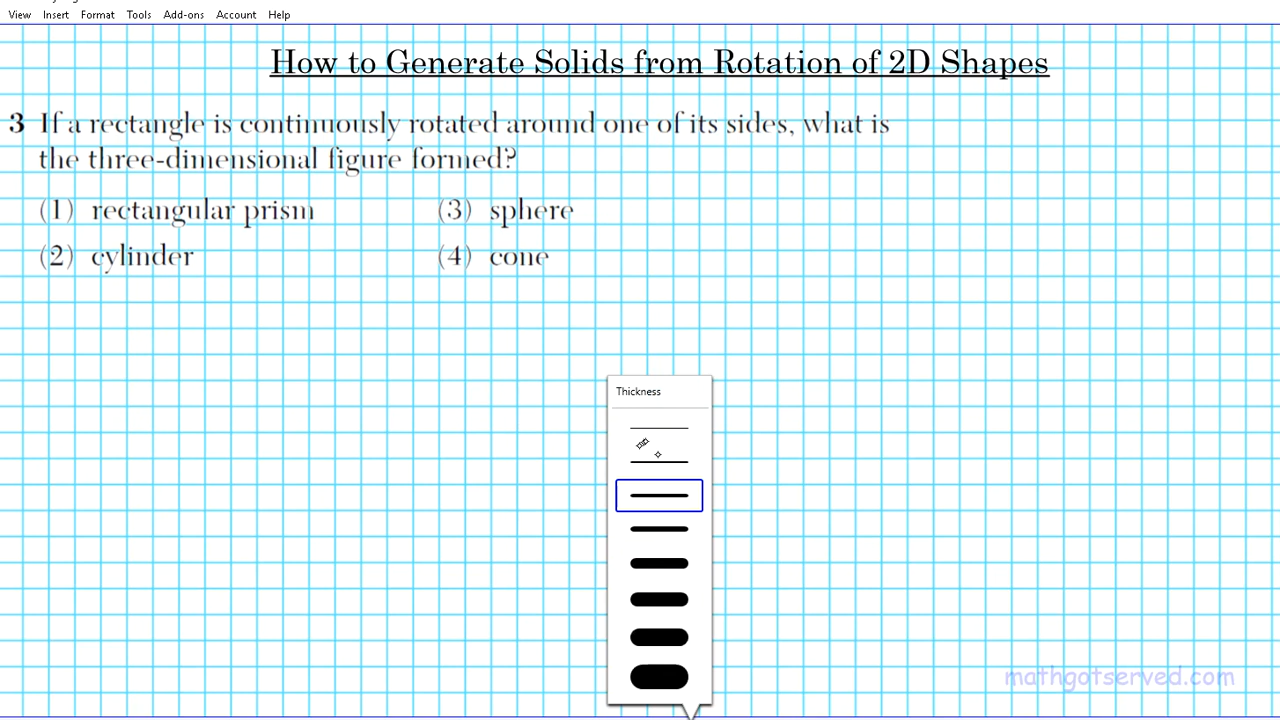 View Insert Format Tools Add-ons Account Help
How to Generate Solids from Rotation of 2D Shapes
3 If a rectangle is continuously rotated around one of its sides, what is
the three-dimensional figure formed?
(1) rectangular prism (3) sphere
(2) cylinder (4) cone
Thickness
mathgotserved.com